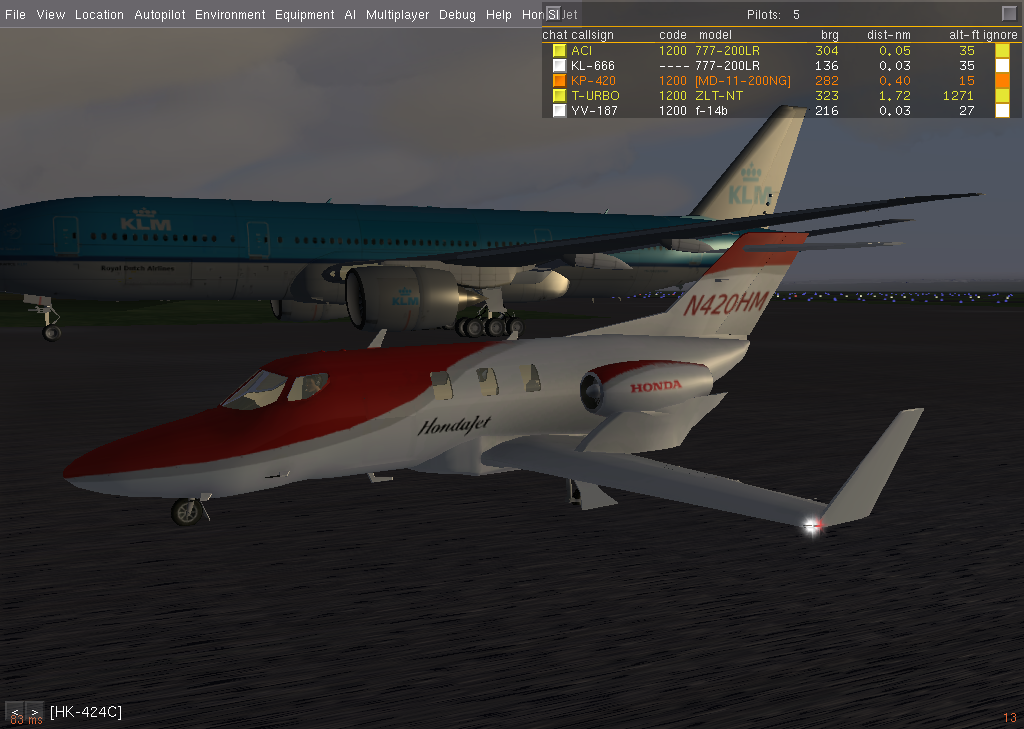 File View Location Autopilot Environment Equipment AI Multiplayer Debug Help Hon SI Jet Pilots: 5
chat callsign code model brg dist-nm alt-ft ignore
ACI 1200 777-200LR 304 0.05 35
KL-666 ---- 777-200LR 136 0.03 35
KP-420 1200 [MD-11-200NG] 282 0.40 15
T-URBO 1200 ZLT-NT 323 1.72 1271
YV-187 1200 f-14b 216 0.03 27
KLM
KLM
Royal Dutch Airlines
KLM
N420HM
HONDA
HondaJet
< > [HK-424C]
63 ms
13